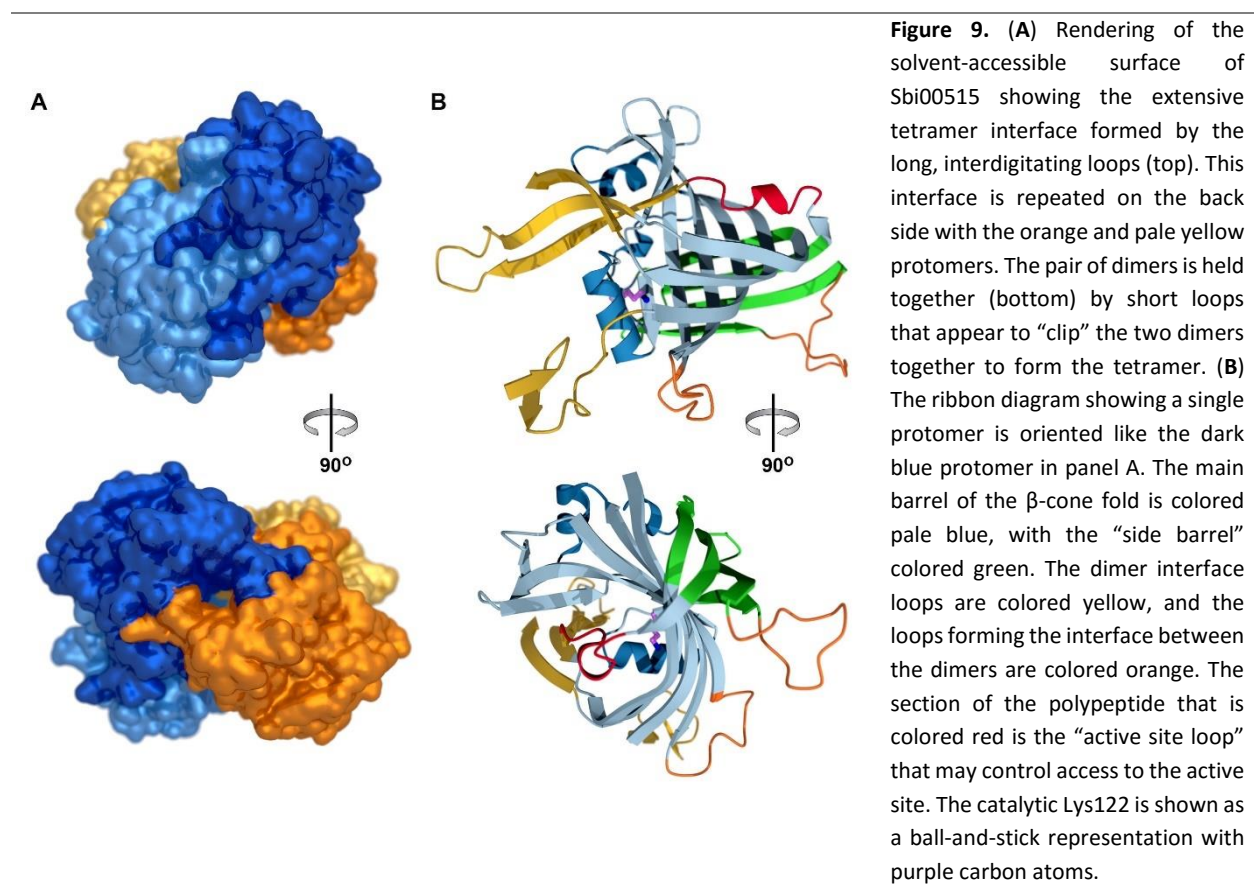 A
B
90º
90º
Figure 9. (A) Rendering of the
solvent-accessible surface of
Sbi00515 showing the extensive
tetramer interface formed by the
long, interdigitating loops (top). This
interface is repeated on the back
side with the orange and pale yellow
protomers. The pair of dimers is held
together (bottom) by short loops
that appear to “clip” the two dimers
together to form the tetramer. (B)
The ribbon diagram showing a single
protomer is oriented like the dark
blue protomer in panel A. The main
barrel of the β-cone fold is colored
pale blue, with the “side barrel”
colored green. The dimer interface
loops are colored yellow, and the
loops forming the interface between
the dimers are colored orange. The
section of the polypeptide that is
colored red is the “active site loop”
that may control access to the active
site. The catalytic Lys122 is shown as
a ball-and-stick representation with
purple carbon atoms.